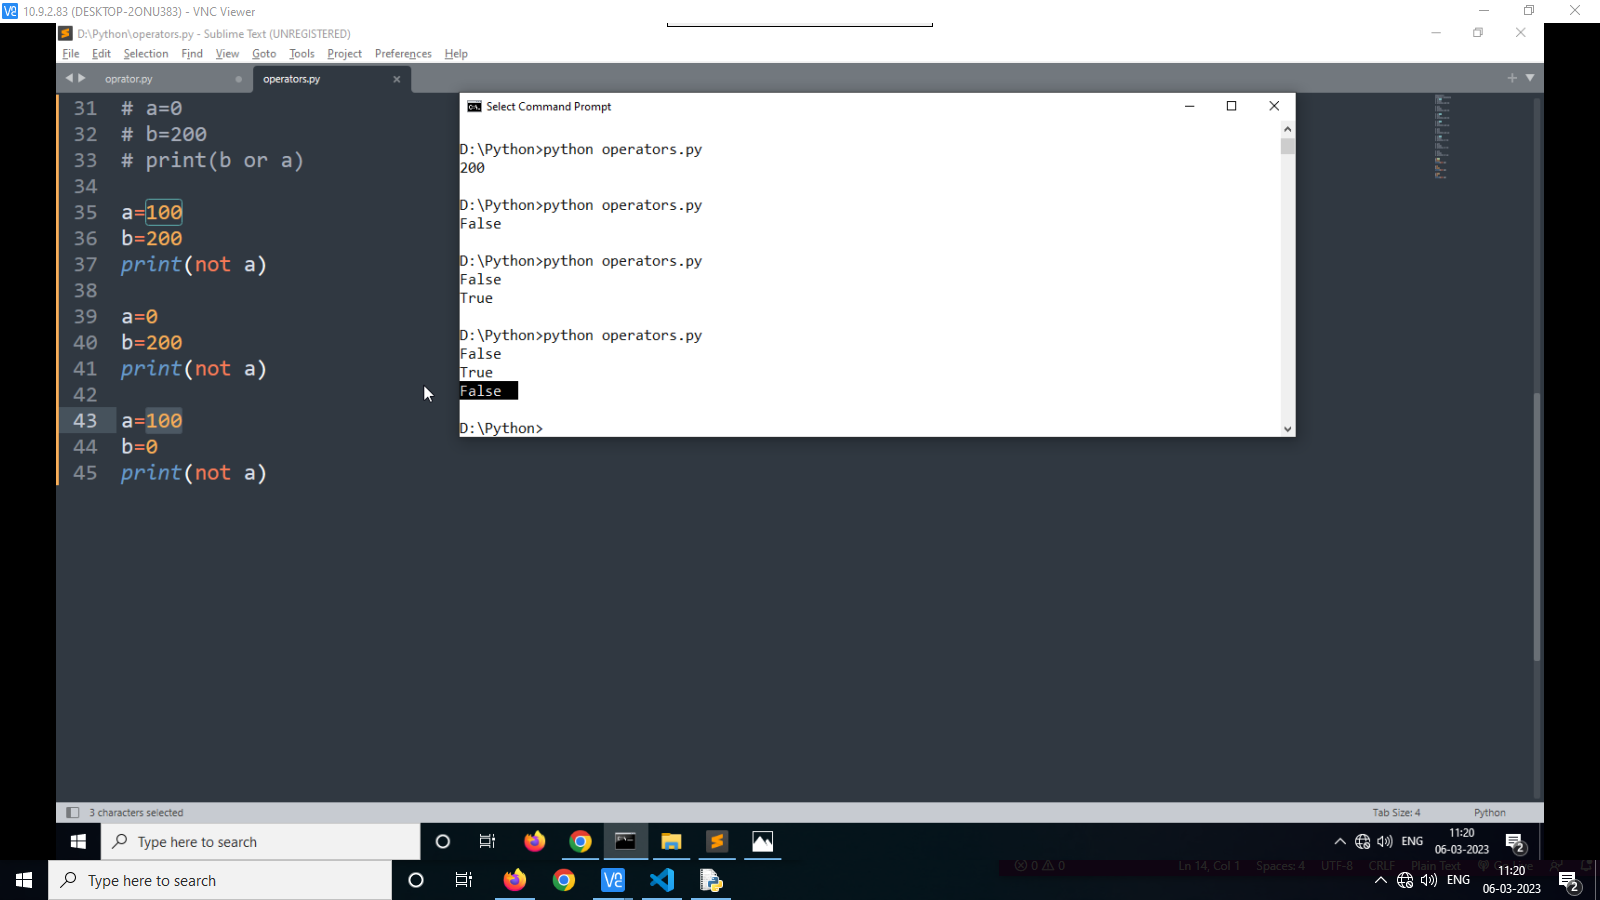 10.9.2.83 (DESKTOP-2ONU383) - VNC Viewer
D:\Python\operators.py - Sublime Text (UNREGISTERED)
File Edit Selection Find View Goto Tools Project Preferences Help
oprator.py operators.py
31 # a=0
32 # b=200
33 # print(b or a)
34
35 a=100
36 b=200
37 print(not a)
38
39 a=0
40 b=200
41 print(not a)
42
43 a=100
44 b=0
45 print(not a)
Select Command Prompt
D:\Python>python operators.py
200
D:\Python>python operators.py
False
D:\Python>python operators.py
False
True
D:\Python>python operators.py
False
True
False
D:\Python>
3 characters selected Tab Size: 4 Python
Type here to search ENG 11:20
06-03-2023 2
0 0 Ln 14, Col 1 Spaces: 4 UTF-8 CRLF Plain Text
Type here to search ENG 11:20
06-03-2023 2